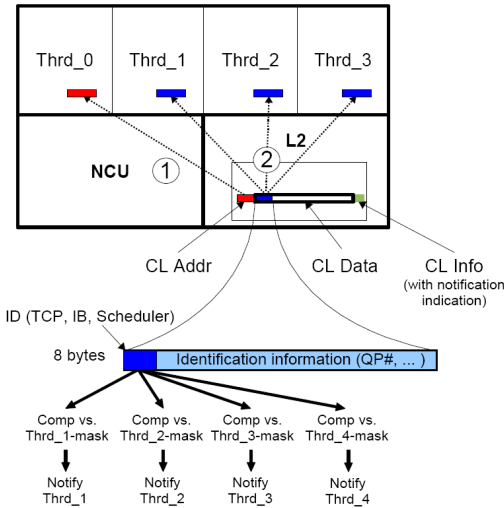 Thrd_0 Thrd_1 Thrd_2 Thrd_3
NCU 1 2 L2
CL Addr CL Data CL Info
(with notification
indication)
ID (TCP, IB, Scheduler)
8 bytes Identification information (QP#, ... )
Comp vs. Comp vs. Comp vs. Comp vs.
Thrd_1-mask Thrd_2-mask Thrd_3-mask Thrd_4-mask
Notify Notify Notify Notify
Thrd_1 Thrd_2 Thrd_3 Thrd_4